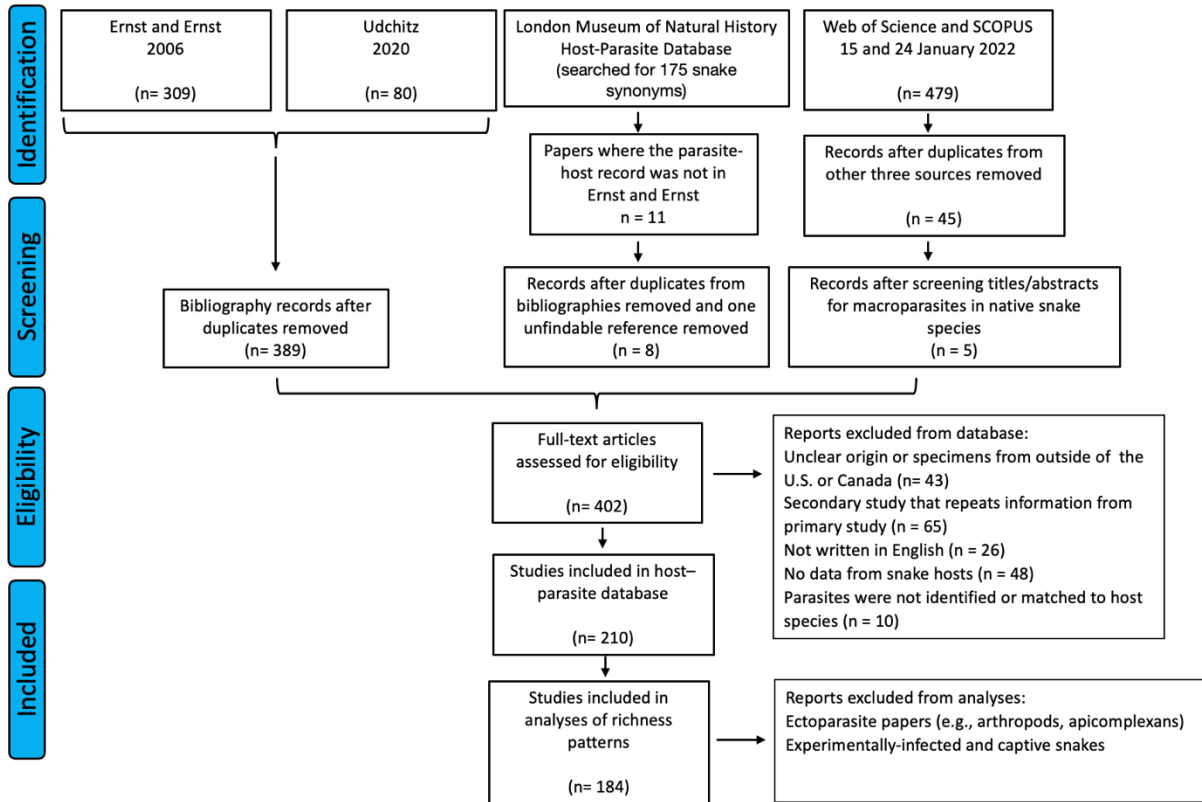 Identification
Ernst and Ernst
2006
(n= 309)
Udchitz
2020
(n= 80)
London Museum of Natural History
Host-Parasite Database
(searched for 175 snake
synonyms)
Web of Science and SCOPUS
15 and 24 January 2022
(n= 479)
Papers where the parasite-
host record was not in
Ernst and Ernst
n = 11
Records after duplicates from
other three sources removed
(n = 45)
Screening
Bibliography records after
duplicates removed
(n= 389)
Records after duplicates from
bibliographies removed and one
unfindable reference removed
(n = 8)
Records after screening titles/abstracts
for macroparasites in native snake
species
(n = 5)
Eligibility
Full-text articles
assessed for eligibility
(n = 402)
Reports excluded from database:
Unclear origin or specimens from outside of the
U.S. or Canada (n= 43)
Secondary study that repeats information from
primary study (n = 65)
Not written in English (n = 26)
No data from snake hosts (n = 48)
Parasites were not identified or matched to host
species (n = 10)
Studies included in host–
parasite database
(n= 210)
Included
Studies included in
analyses of richness
patterns
(n= 184)
Reports excluded from analyses:
Ectoparasite papers (e.g., arthropods, apicomplexans)
Experimentally-infected and captive snakes